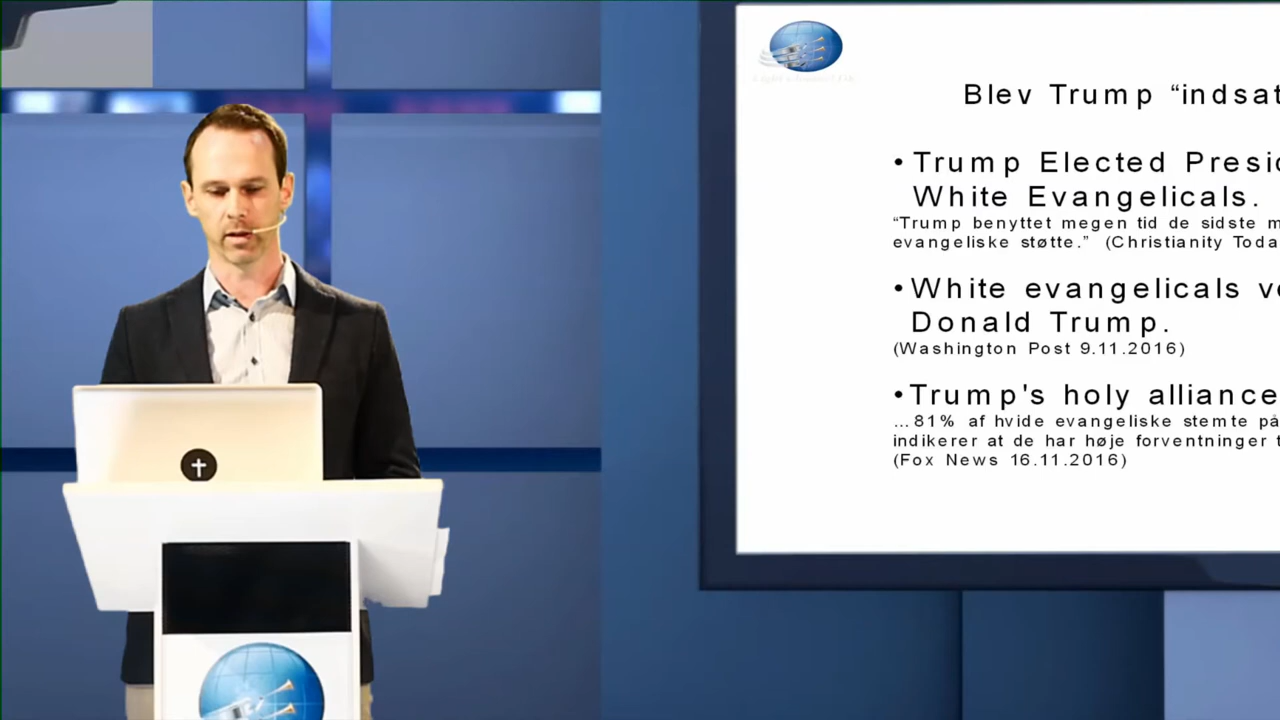 Blev Trump “indsat
• Trump Elected Presid
White Evangelicals.
“Trump benyttet megen tid de sidste m
evangeliske støtte.” (Christianity Toda
• White evangelicals vo
Donald Trump.
(Washington Post 9.11.2016)
• Trump's holy alliance
...81% af hvide evangeliske stemte på
indikerer at de har høje forventninger t
(Fox News 16.11.2016)